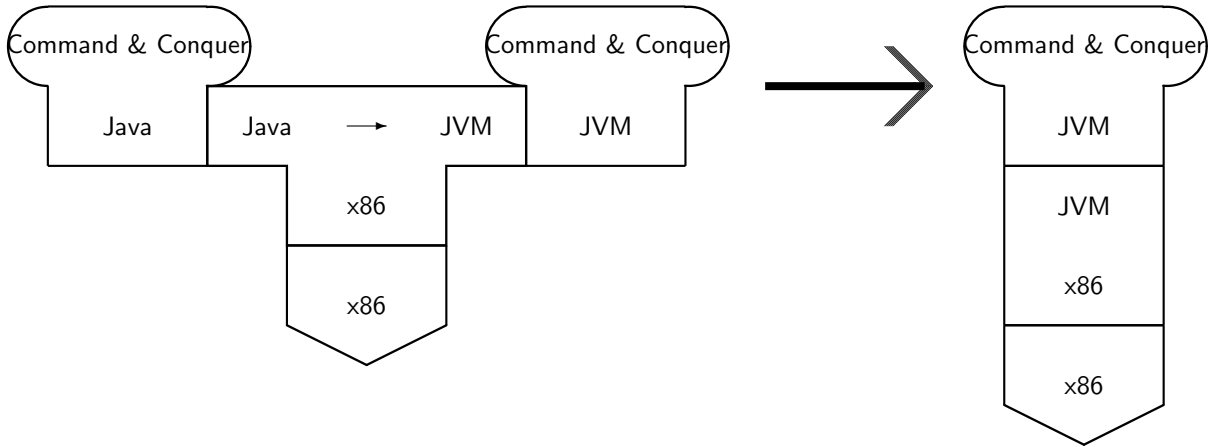 Command & Conquer Command & Conquer Command & Conquer
Java Java JVM JVM JVM
x86 JVM
x86 x86
x86